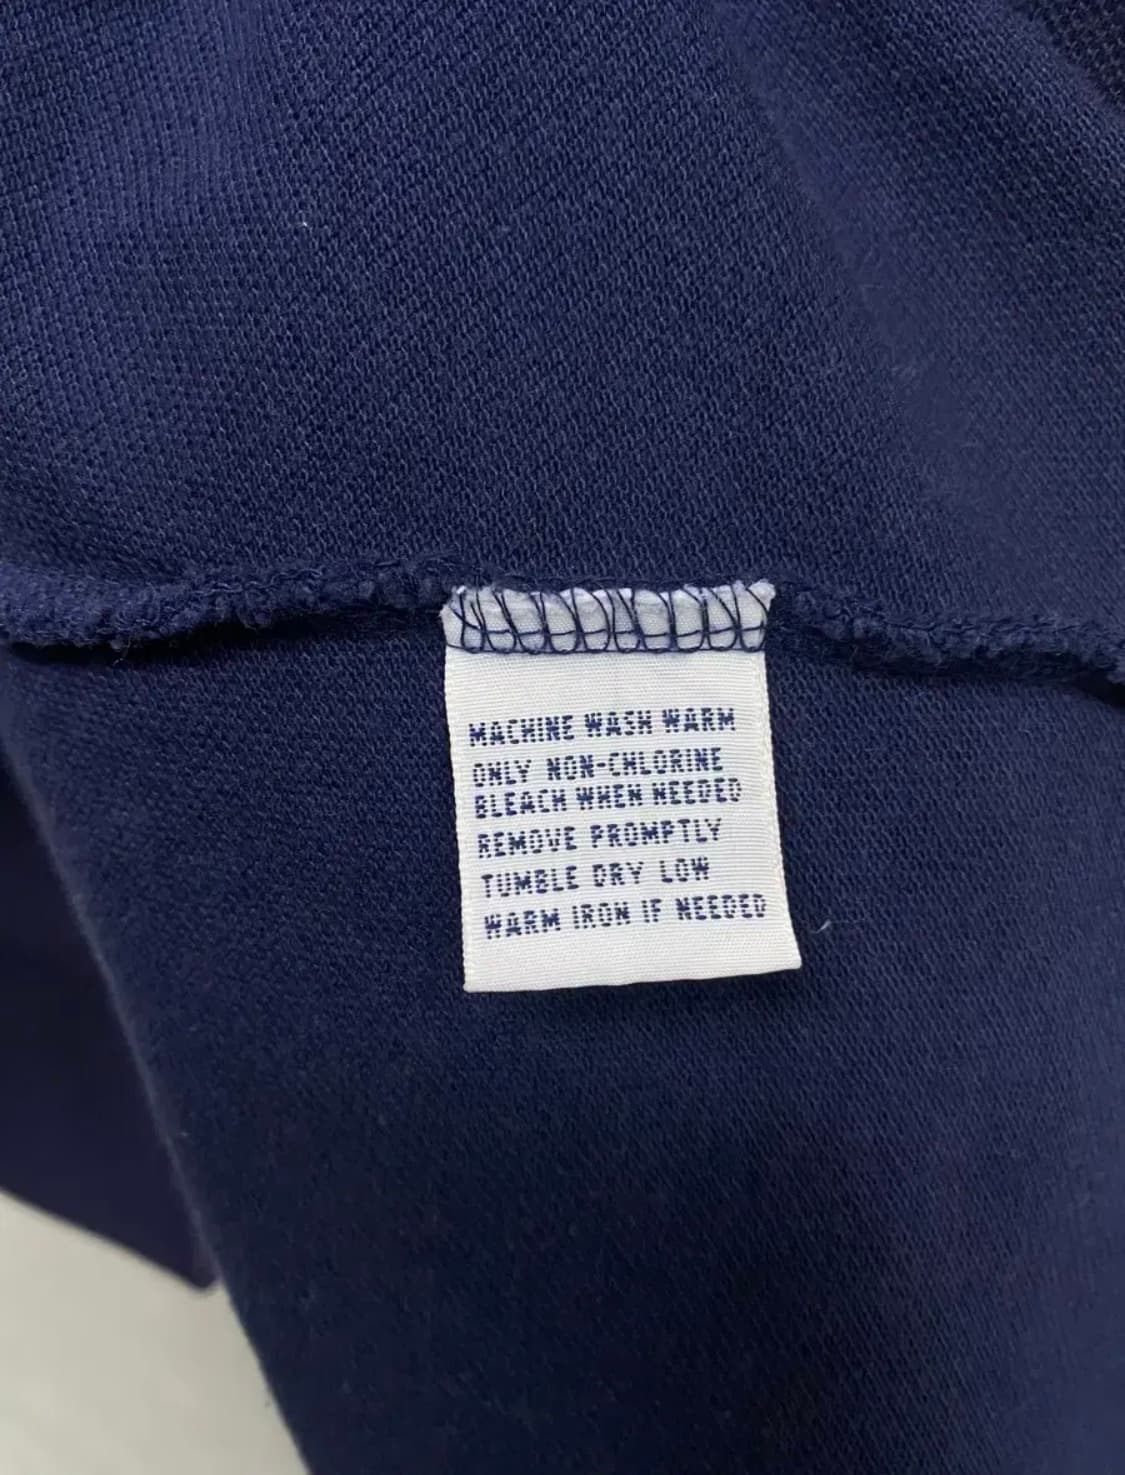 MACHINE WASH WARM
ONLY NON-CHLORINE
BLEACH WHEN NEEDED
REMOVE PROMPTLY
TUMBLE DRY LOW
WARM IRON IF NEEDED